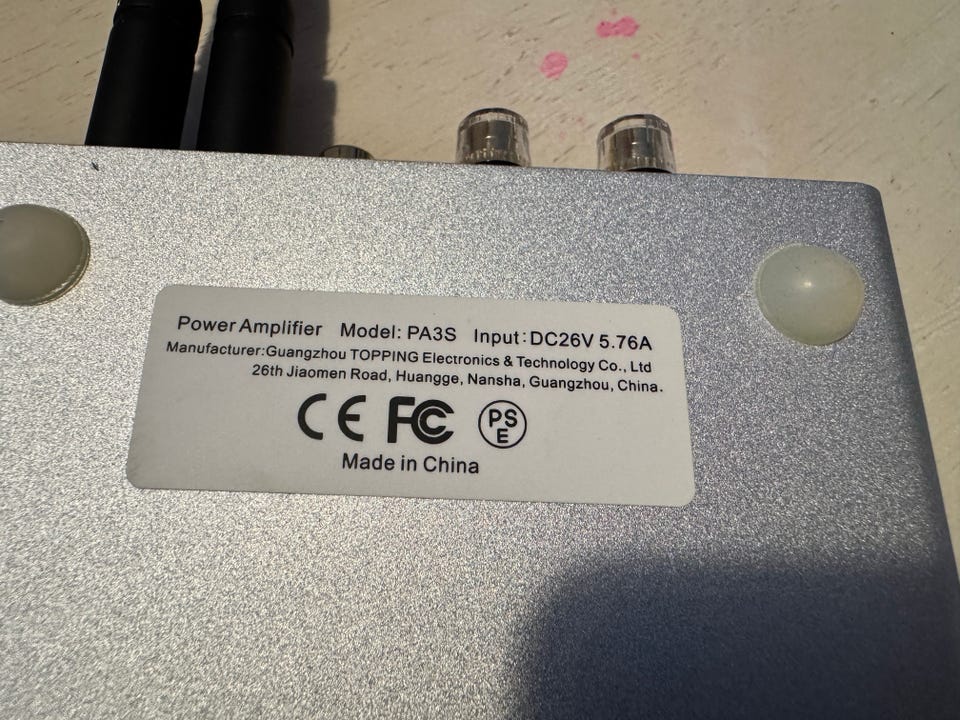 Power Amplifier Model: PA3S Input:DC26V 5.76A
Manufacturer:Guangzhou TOPPING Electronics & Technology Co., Ltd
26th Jiaomen Road, Huangge, Nansha, Guangzhou, China.
CE FC PSE
Made in China